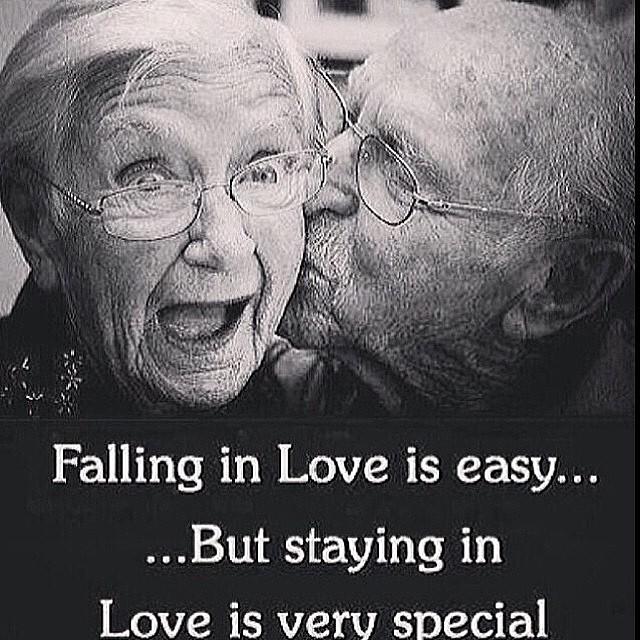 Falling in Love is easy...
...But staying in
Love is very special